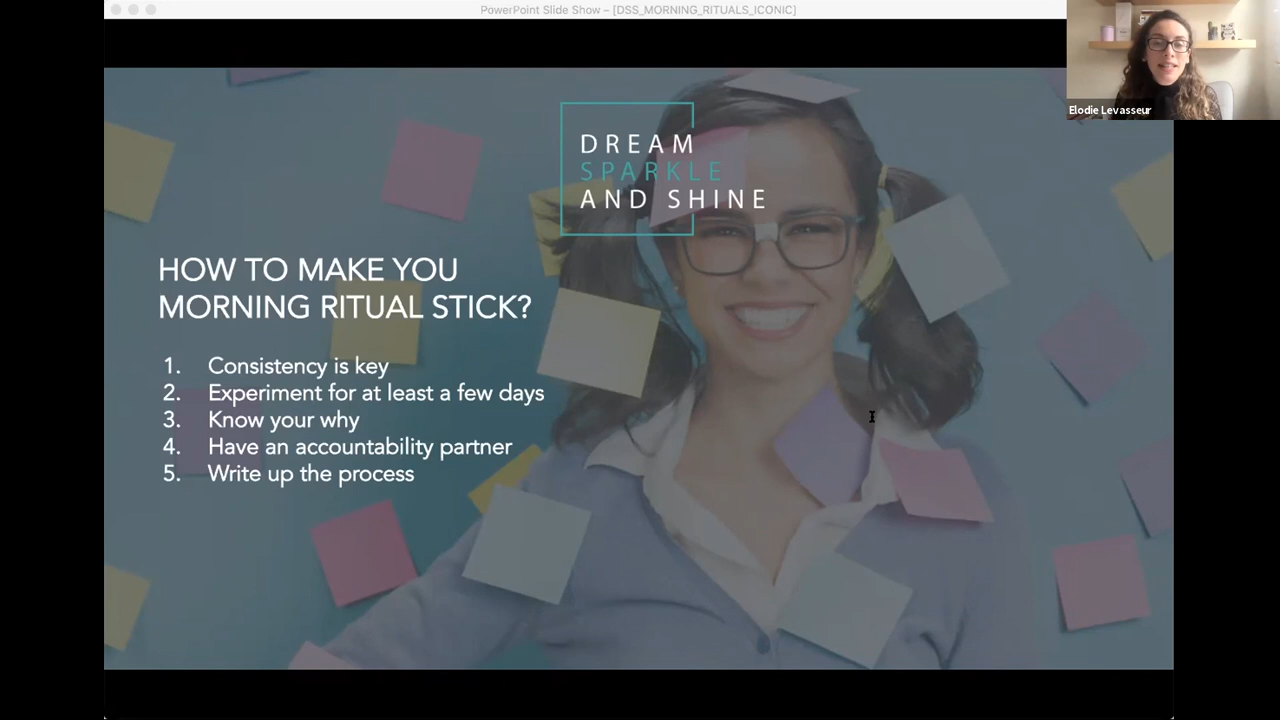 PowerPoint Slide Show – [DSS_MORNING_RITUALS_ICONIC]
Elodie Levasseur
DREAM
SPARKLE
AND SHINE
HOW TO MAKE YOU
MORNING RITUAL STICK?
1. Consistency is key
2. Experiment for at least a few days
3. Know your why
4. Have an accountability partner
5. Write up the process